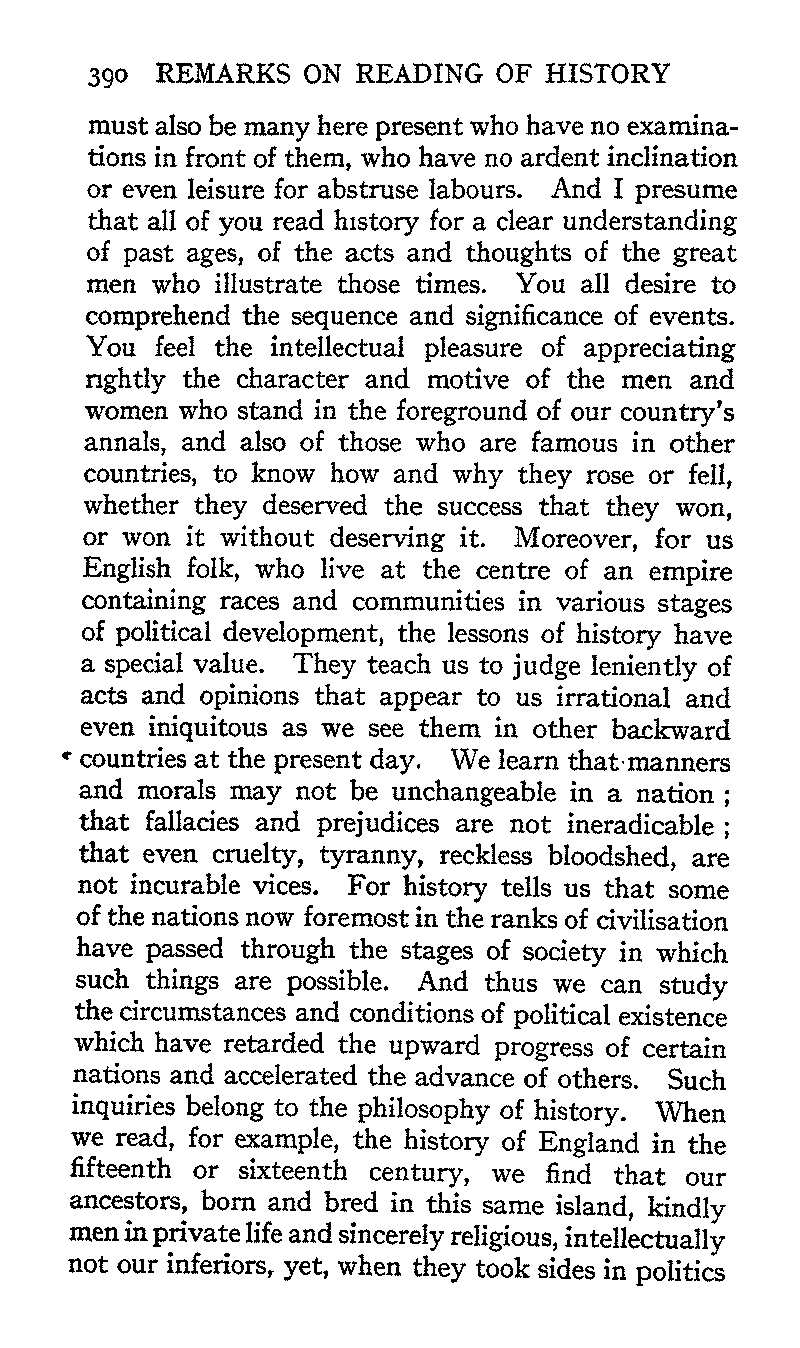 390 REMARKS ON READING OF HISTORY
must also be many here present who have no examina-
tions in front of them, who have no ardent inclination
or even leisure for abstruse labours. And I presume
that all of you read history for a clear understanding
of past ages, of the acts and thoughts of the great
men who illustrate those times. You all desire to
comprehend the sequence and significance of events.
You feel the intellectual pleasure of appreciating
rightly the character and motive of the men and
women who stand in the foreground of our country's
annals, and also of those who are famous in other
countries, to know how and why they rose or fell,
whether they deserved the success that they won,
or won it without deserving it. Moreover, for us
English folk, who live at the centre of an empire
containing races and communities in various stages
of political development, the lessons of history have
a special value. They teach us to judge leniently of
acts and opinions that appear to us irrational and
even iniquitous as we see them in other backward
countries at the present day. We learn that manners
and morals may not be unchangeable in a nation ;
that fallacies and prejudices are not ineradicable ;
that even cruelty, tyranny, reckless bloodshed, are
not incurable vices. For history tells us that some
of the nations now foremost in the ranks of civilisation
have passed through the stages of society in which
such things are possible. And thus we can study
the circumstances and conditions of political existence
which have retarded the upward progress of certain
nations and accelerated the advance of others. Such
inquiries belong to the philosophy of history. When
we read, for example, the history of England in the
fifteenth or sixteenth century, we find that our
ancestors, born and bred in this same island, kindly
men in private life and sincerely religious, intellectually
not our inferiors, yet, when they took sides in politics